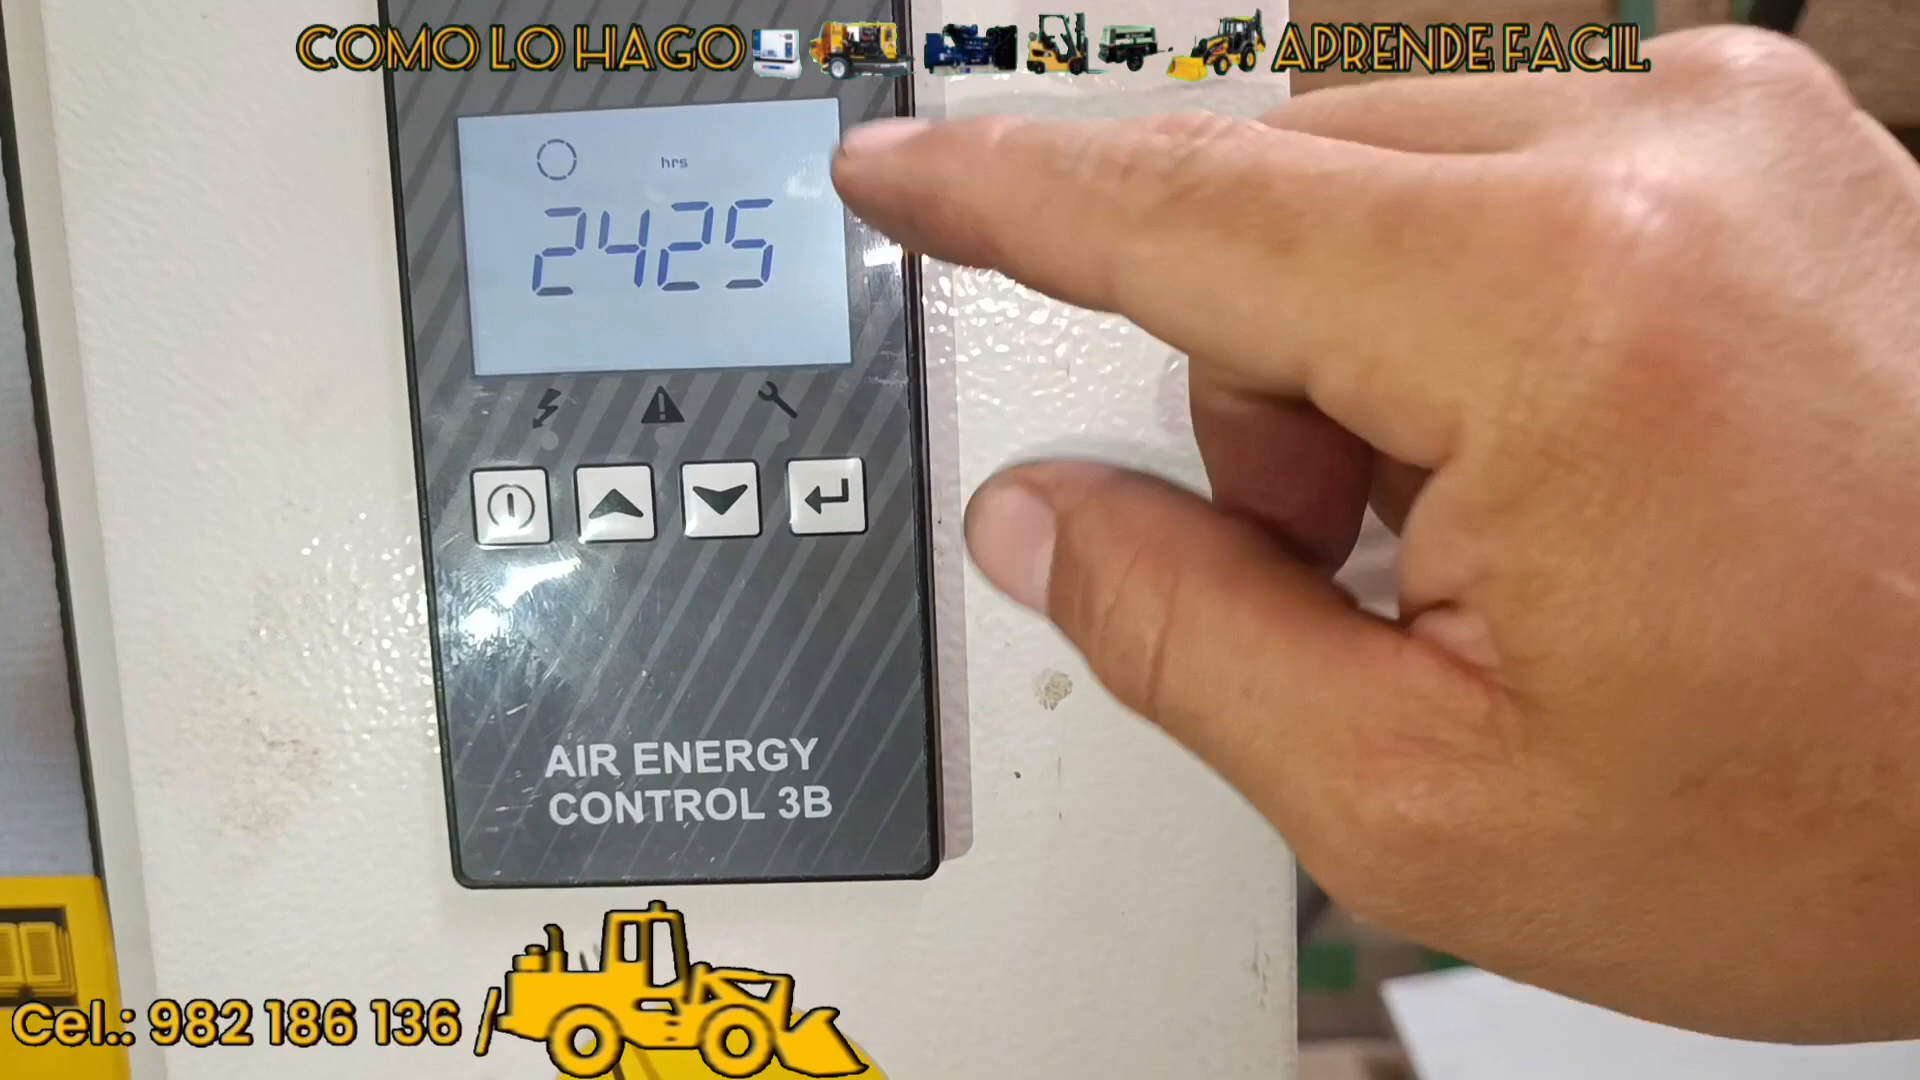 COMO LO HAGO APRENDE FACIL
hrs
2425
AIR ENERGY
CONTROL 3B
Cel.: 982 186 136 /